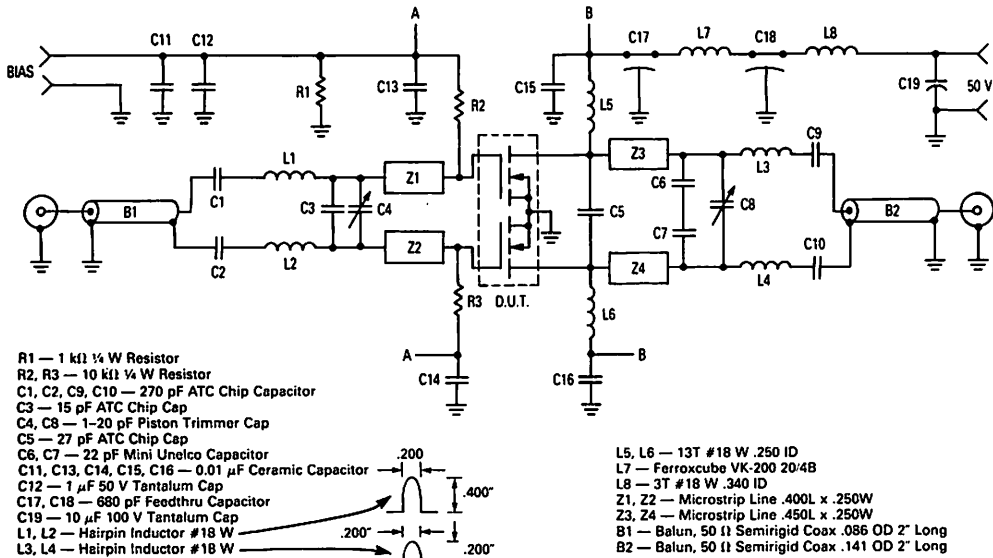 A
B
C11
C12
C17
L7
C18
L8
BIAS
R1
C13
R2
C15
L5
C19
50 V
L1
Z1
Z3
C9
B1
C1
C3
C4
C6
L3
C8
C5
B2
C2
L2
Z2
C7
Z4
L4
C10
R3
D.U.T.
L6
A
B
C14
C16
R1 — 1 kΩ ¼ W Resistor
R2, R3 — 10 kΩ ¼ W Resistor
C1, C2, C9, C10 — 270 pF ATC Chip Capacitor
C3 — 15 pF ATC Chip Cap
C4, C8 — 1–20 pF Piston Trimmer Cap
C5 — 27 pF ATC Chip Cap
C6, C7 — 22 pF Mini Unelco Capacitor
C11, C13, C14, C15, C16 — 0.01 μF Ceramic Capacitor
C12 — 1 μF 50 V Tantalum Cap
C17, C18 — 680 pF Feedthru Capacitor
C19 — 10 μF 100 V Tantalum Cap
L1, L2 — Hairpin Inductor #18 W
L3, L4 — Hairpin Inductor #18 W
.200
.400"
.200"
.200"
L5, L6 — 13T #18 W .250 ID
L7 — Ferroxcube VK-200 20/4B
L8 — 3T #18 W .340 ID
Z1, Z2 — Microstrip Line .400L x .250W
Z3, Z4 — Microstrip Line .450L x .250W
B1 — Balun, 50 Ω Semirigid Coax .086 OD 2" Long
B2 — Balun, 50 Ω Semirigid Coax .141 OD 2" Long